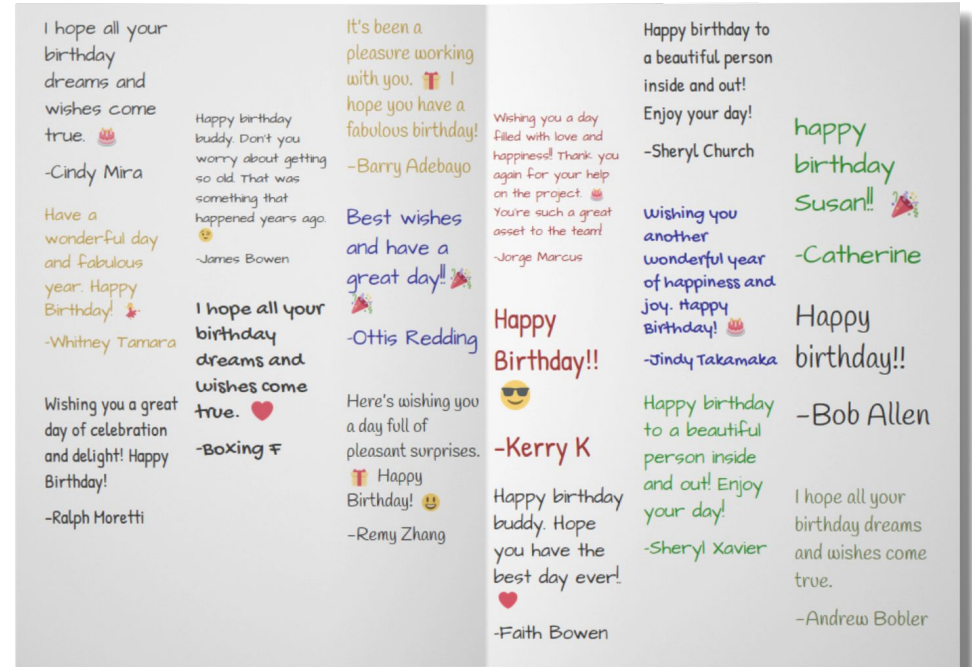 I hope all your
birthday
dreams and
wishes come
true. 🎂
-Cindy Mira
Have a
wonderful day
and fabulous
year. Happy
Birthday! 💃
-Whitney Tamara
Wishing you a great
day of celebration
and delight! Happy
Birthday!
-Ralph Moretti
Happy birthday
buddy. Don't you
worry about getting
so old. That was
something that
happened years ago.
😉
-James Bowen
I hope all your
birthday
dreams and
wishes come
true. ❤️
-Boxing F
It's been a
pleasure working
with you. 🎁 I
hope you have a
fabulous birthday!
-Barry Adebayo
Best wishes
and have a
great day!! 🎉
🎉
-Ottis Redding
Here's wishing you
a day full of
pleasant surprises.
🎁 Happy
Birthday! 😃
-Remy Zhang
Wishing you a day
filled with love and
happiness!! Thank you
again for your help
on the project. 🎂
You're such a great
asset to the team!
-Jorge Marcus
Happy
Birthday!!
😎
-Kerry K
Happy birthday
buddy. Hope
you have the
best day ever!.
❤️
-Faith Bowen
Happy birthday to
a beautiful person
inside and out!
Enjoy your day!
-Sheryl Church
Wishing you
another
wonderful year
of happiness and
joy. Happy
Birthday! 🎂
-Jindy Takamaka
Happy birthday
to a beautiful
person inside
and out! Enjoy
your day!
-Sheryl Xavier
happy
birthday
Susan!! 🎉
-Catherine
Happy
birthday!!
-Bob Allen
I hope all your
birthday dreams
and wishes come
true.
-Andrew Bobler